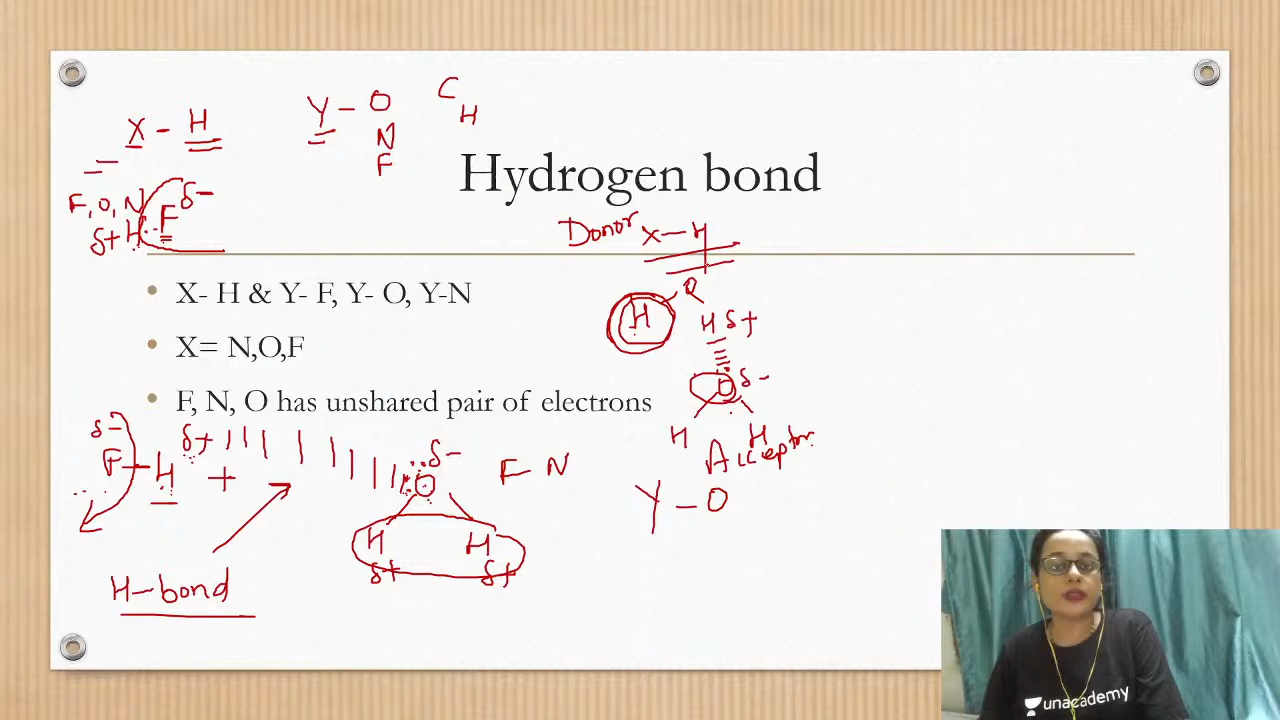 X - H
Y - O
N
F
C
H
F, O, N
δ+ H F δ-
Hydrogen bond
Donor X - H
• X- H & Y- F, Y- O, Y-N
• X= N,O,F
• F, N, O has unshared pair of electrons
H O
H δ+
O δ-
H H
Acceptor
Y - O
δ- F - H δ+ +
O δ-
F N
H H
δ+ δ+
H-bond
unacademy